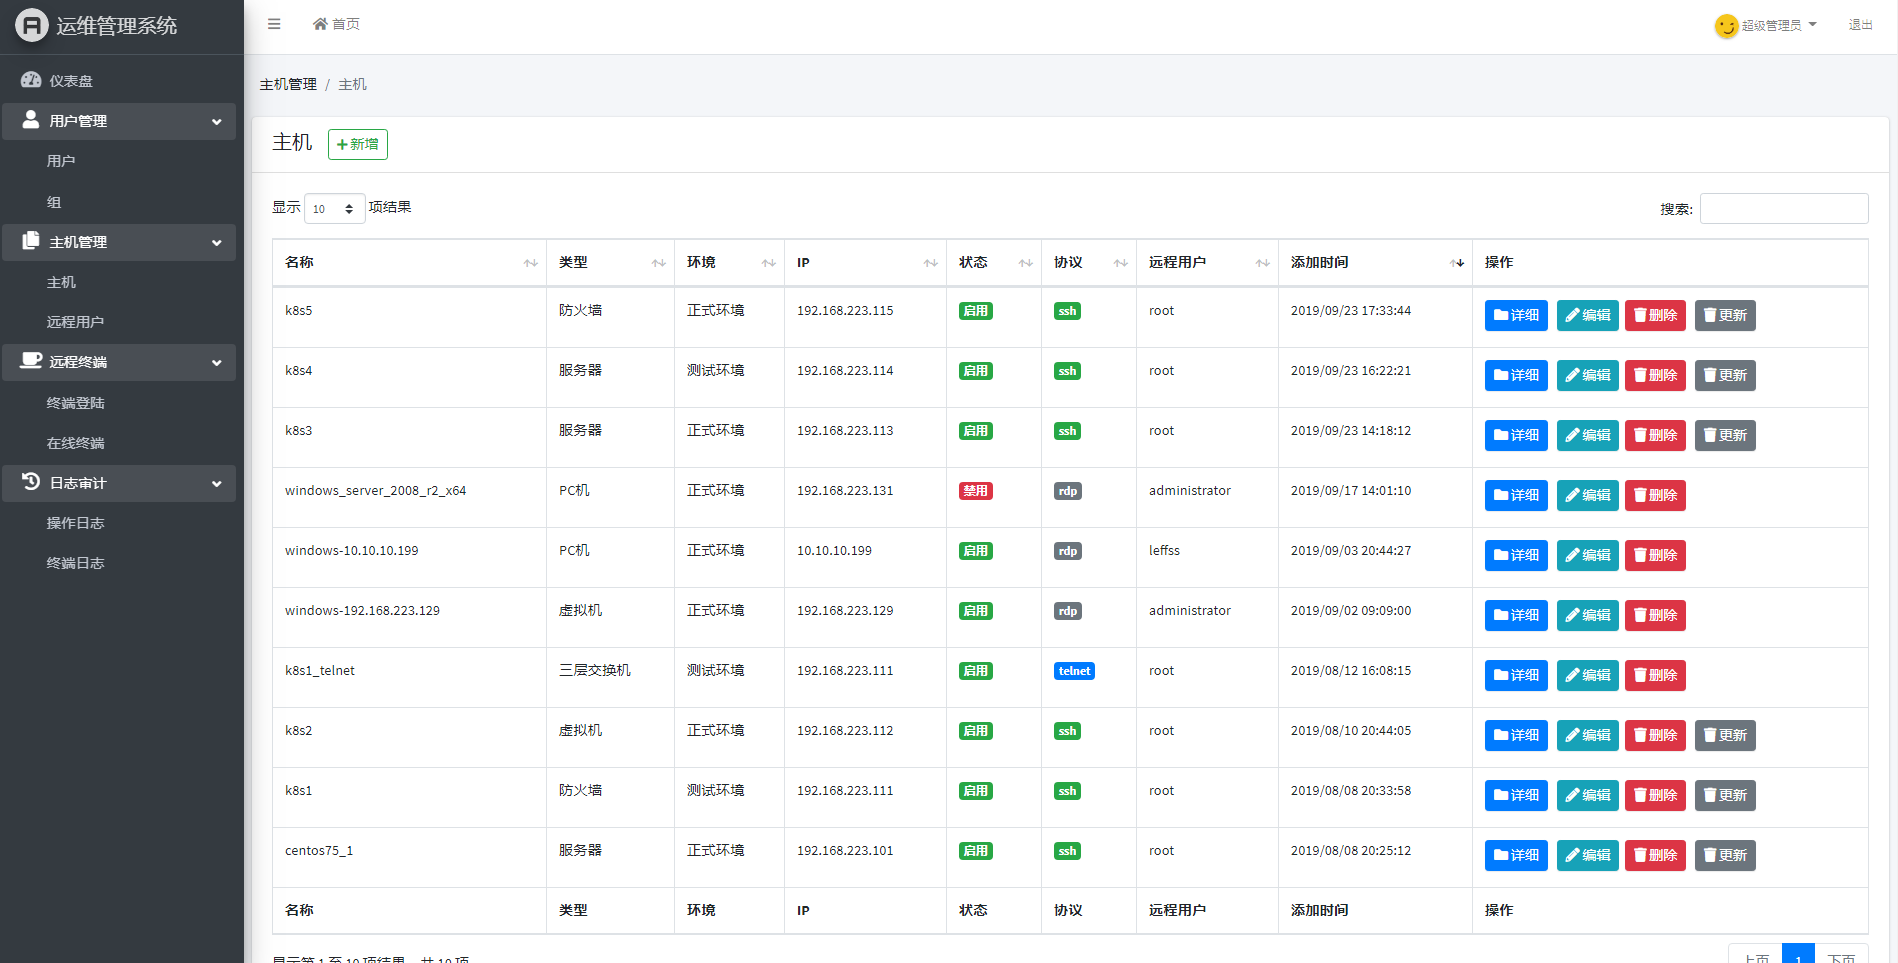 运维管理系统
首页
超级管理员
退出
仪表盘
用户管理
用户
组
主机管理
主机
远程用户
远程终端
终端登陆
在线终端
日志审计
操作日志
终端日志
主机管理 / 主机
主机 新增
显示 10 项结果
搜索:
名称 类型 环境 IP 状态 协议 远程用户 添加时间 操作
k8s5 防火墙 正式环境 192.168.223.115 启用 ssh root 2019/09/23 17:33:44 详细 编辑 删除 更新
k8s4 服务器 测试环境 192.168.223.114 启用 ssh root 2019/09/23 16:22:21 详细 编辑 删除 更新
k8s3 服务器 正式环境 192.168.223.113 启用 ssh root 2019/09/23 14:18:12 详细 编辑 删除 更新
windows_server_2008_r2_x64 PC机 正式环境 192.168.223.131 禁用 rdp administrator 2019/09/17 14:01:10 详细 编辑 删除
windows-10.10.10.199 PC机 正式环境 10.10.10.199 启用 rdp leffss 2019/09/03 20:44:27 详细 编辑 删除
windows-192.168.223.129 虚拟机 正式环境 192.168.223.129 启用 rdp administrator 2019/09/02 09:09:00 详细 编辑 删除
k8s1_telnet 三层交换机 测试环境 192.168.223.111 启用 telnet root 2019/08/12 16:08:15 详细 编辑 删除
k8s2 虚拟机 正式环境 192.168.223.112 启用 ssh root 2019/08/10 20:44:05 详细 编辑 删除 更新
k8s1 防火墙 测试环境 192.168.223.111 启用 ssh root 2019/08/08 20:33:58 详细 编辑 删除 更新
centos75_1 服务器 正式环境 192.168.223.101 启用 ssh root 2019/08/08 20:25:12 详细 编辑 删除 更新
名称 类型 环境 IP 状态 协议 远程用户 添加时间 操作
显示第 1 至 10 项结果，共 10 项
上页 1 下页